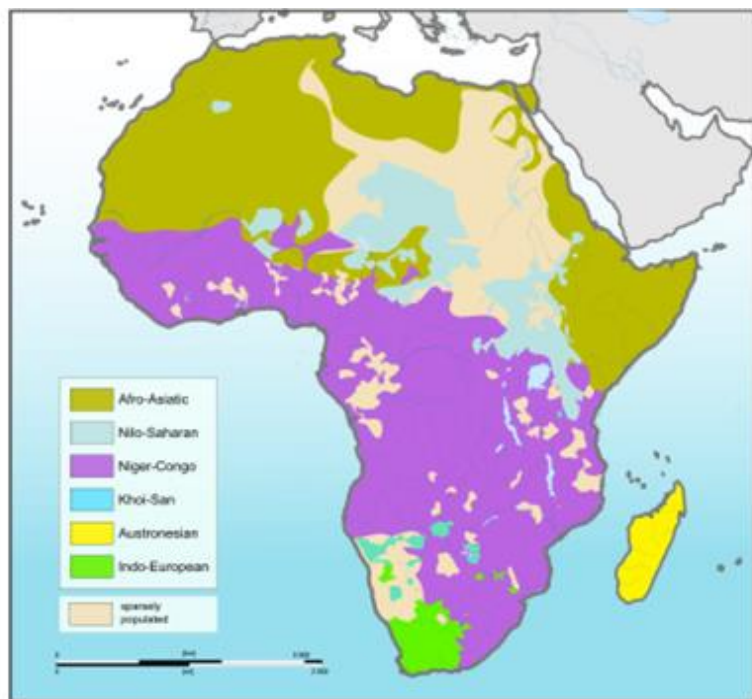 Afro-Asiatic
Nilo-Saharan
Niger-Congo
Khoi-San
Austronesian
Indo-European
sparsely
populated